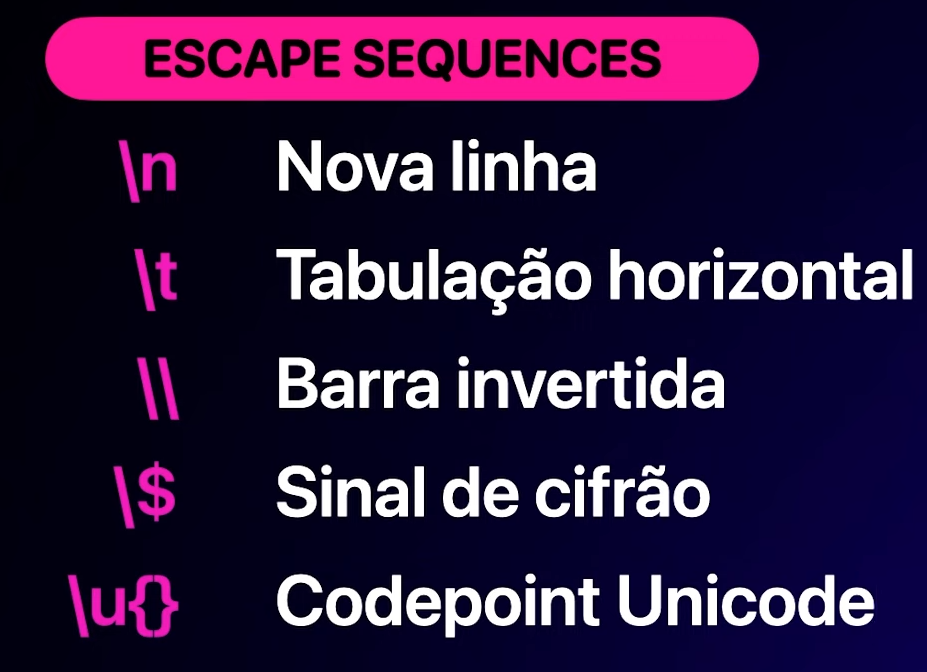 ESCAPE SEQUENCES
\n Nova linha
\t Tabulação horizontal
\\ Barra invertida
\$ Sinal de cifrão
\u{} Codepoint Unicode